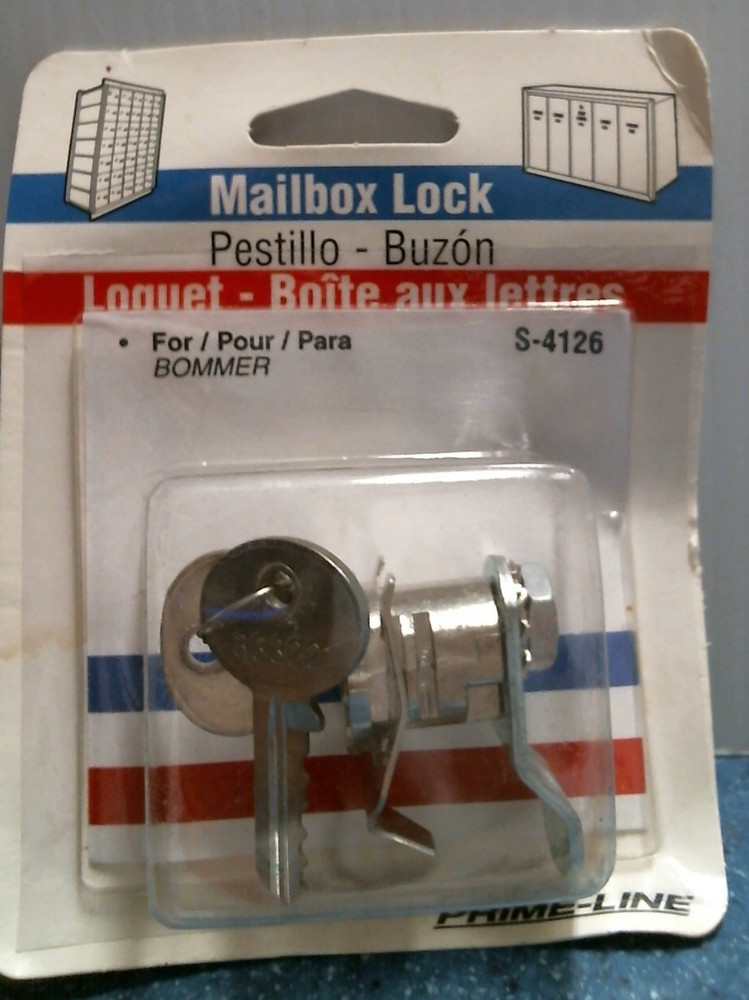 Mailbox Lock
Pestillo - Buzón
Loquet - Boîte aux lettres
• For / Pour / Para
BOMMER
S-4126
PRIME-LINE